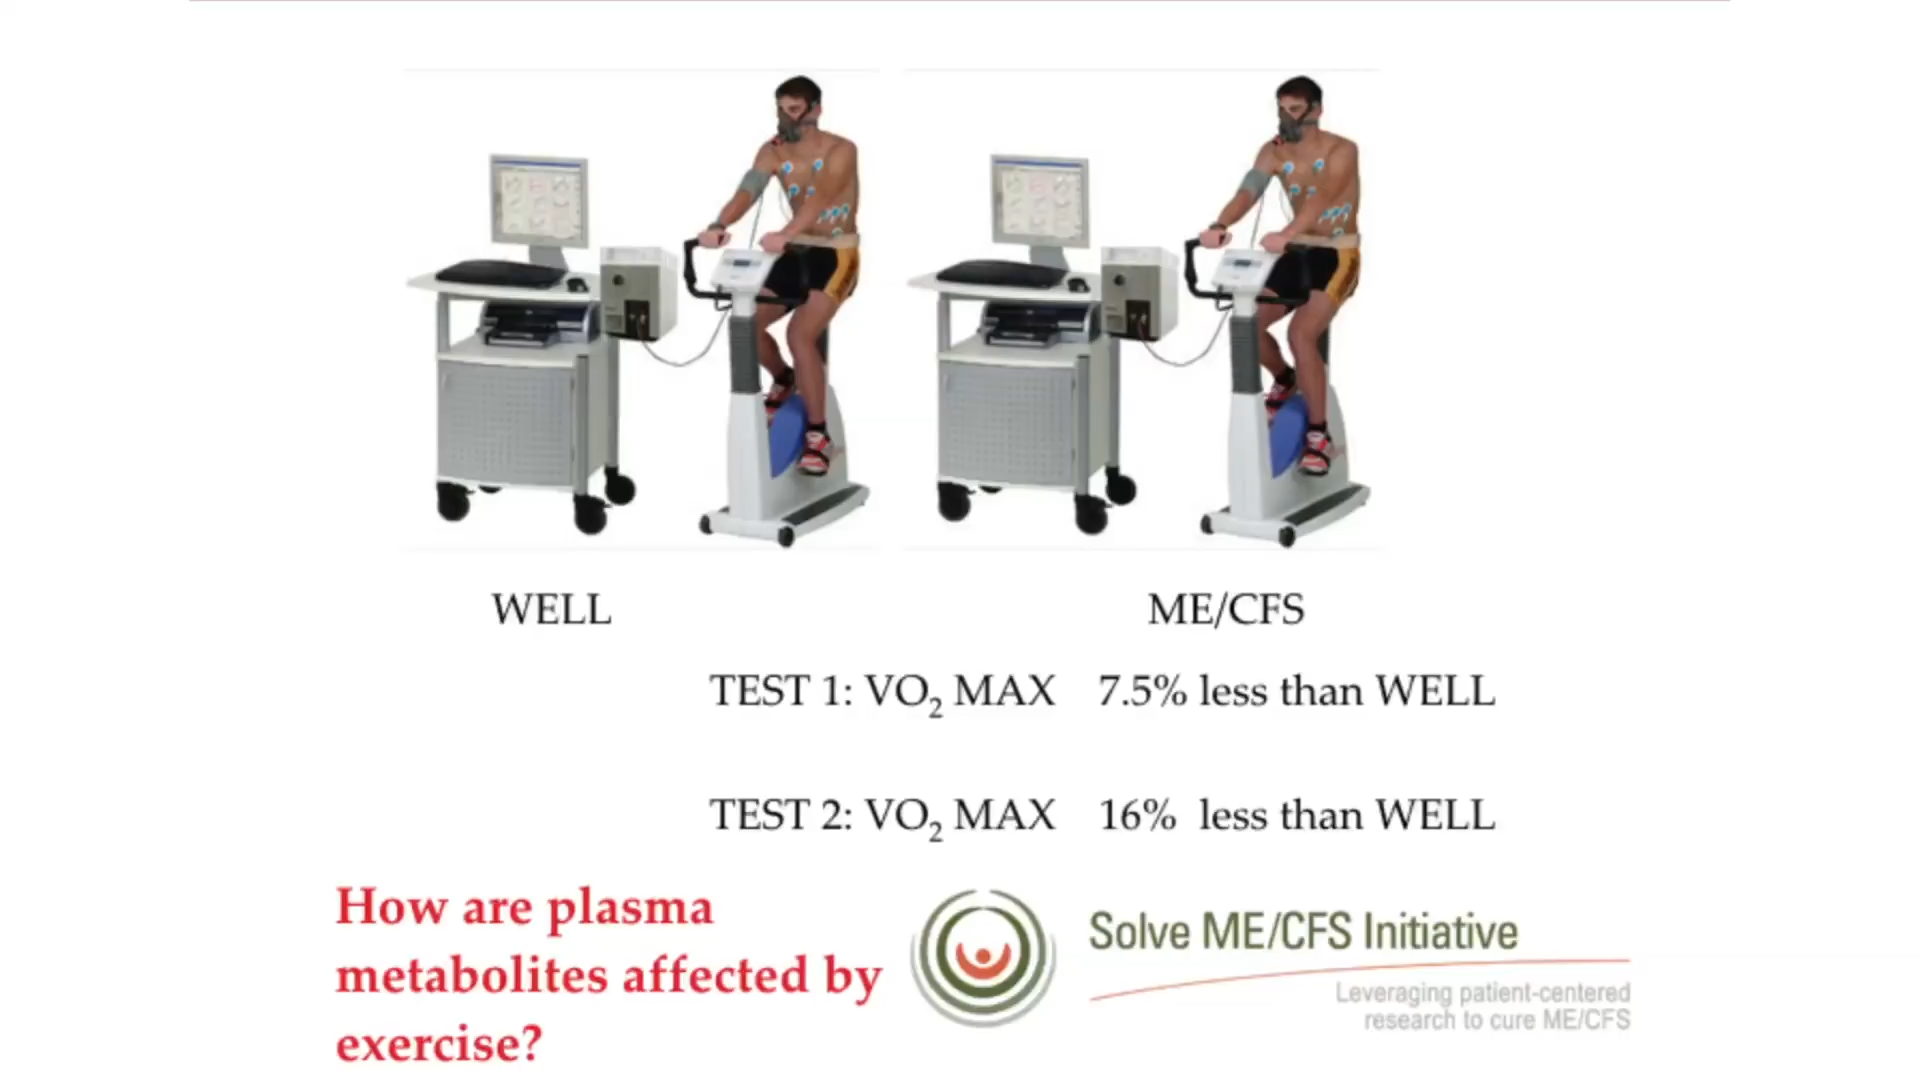 WELL
ME/CFS
TEST 1: VO₂ MAX 7.5% less than WELL
TEST 2: VO₂ MAX 16% less than WELL
How are plasma
metabolites affected by
exercise?
Solve ME/CFS Initiative
Leveraging patient-centered
research to cure ME/CFS